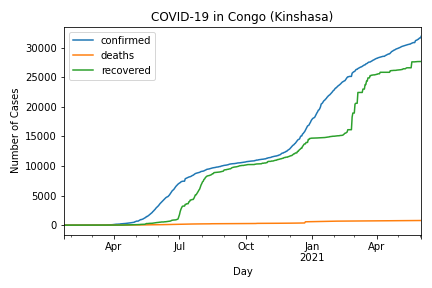 COVID-19 in Congo (Kinshasa)
confirmed
deaths
recovered
30000
25000
20000
15000
10000
5000
0
Number of Cases
Apr
Jul
Oct
Jan
2021
Apr
Day